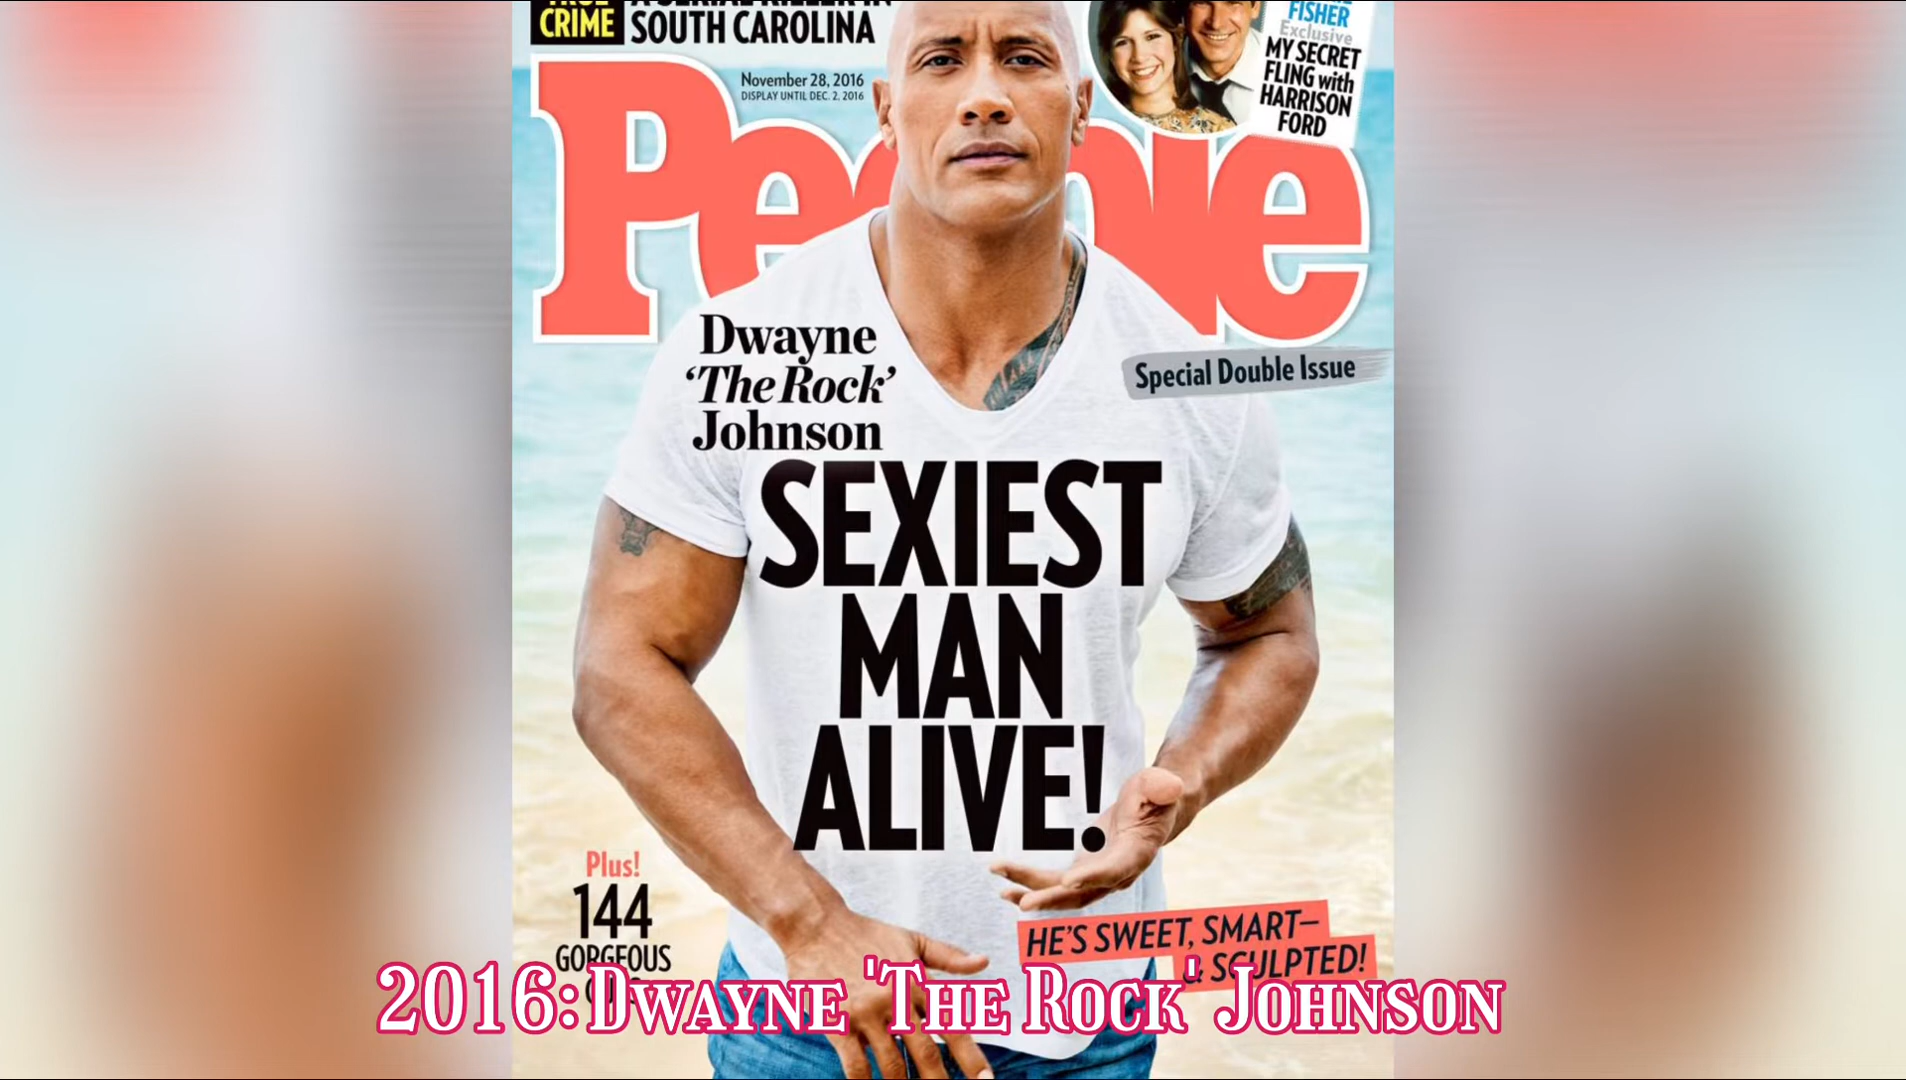 CRIME
SOUTH CAROLINA
November 28, 2016
DISPLAY UNTIL DEC. 2, 2016
People
FISHER
Exclusive
MY SECRET
FLING with
HARRISON
FORD
Dwayne
‘The Rock’
Johnson
Special Double Issue
SEXIEST
MAN
ALIVE!
Plus!
144
GORGEOUS
HE'S SWEET, SMART–
& SCULPTED!
2016: Dwayne 'The Rock' Johnson